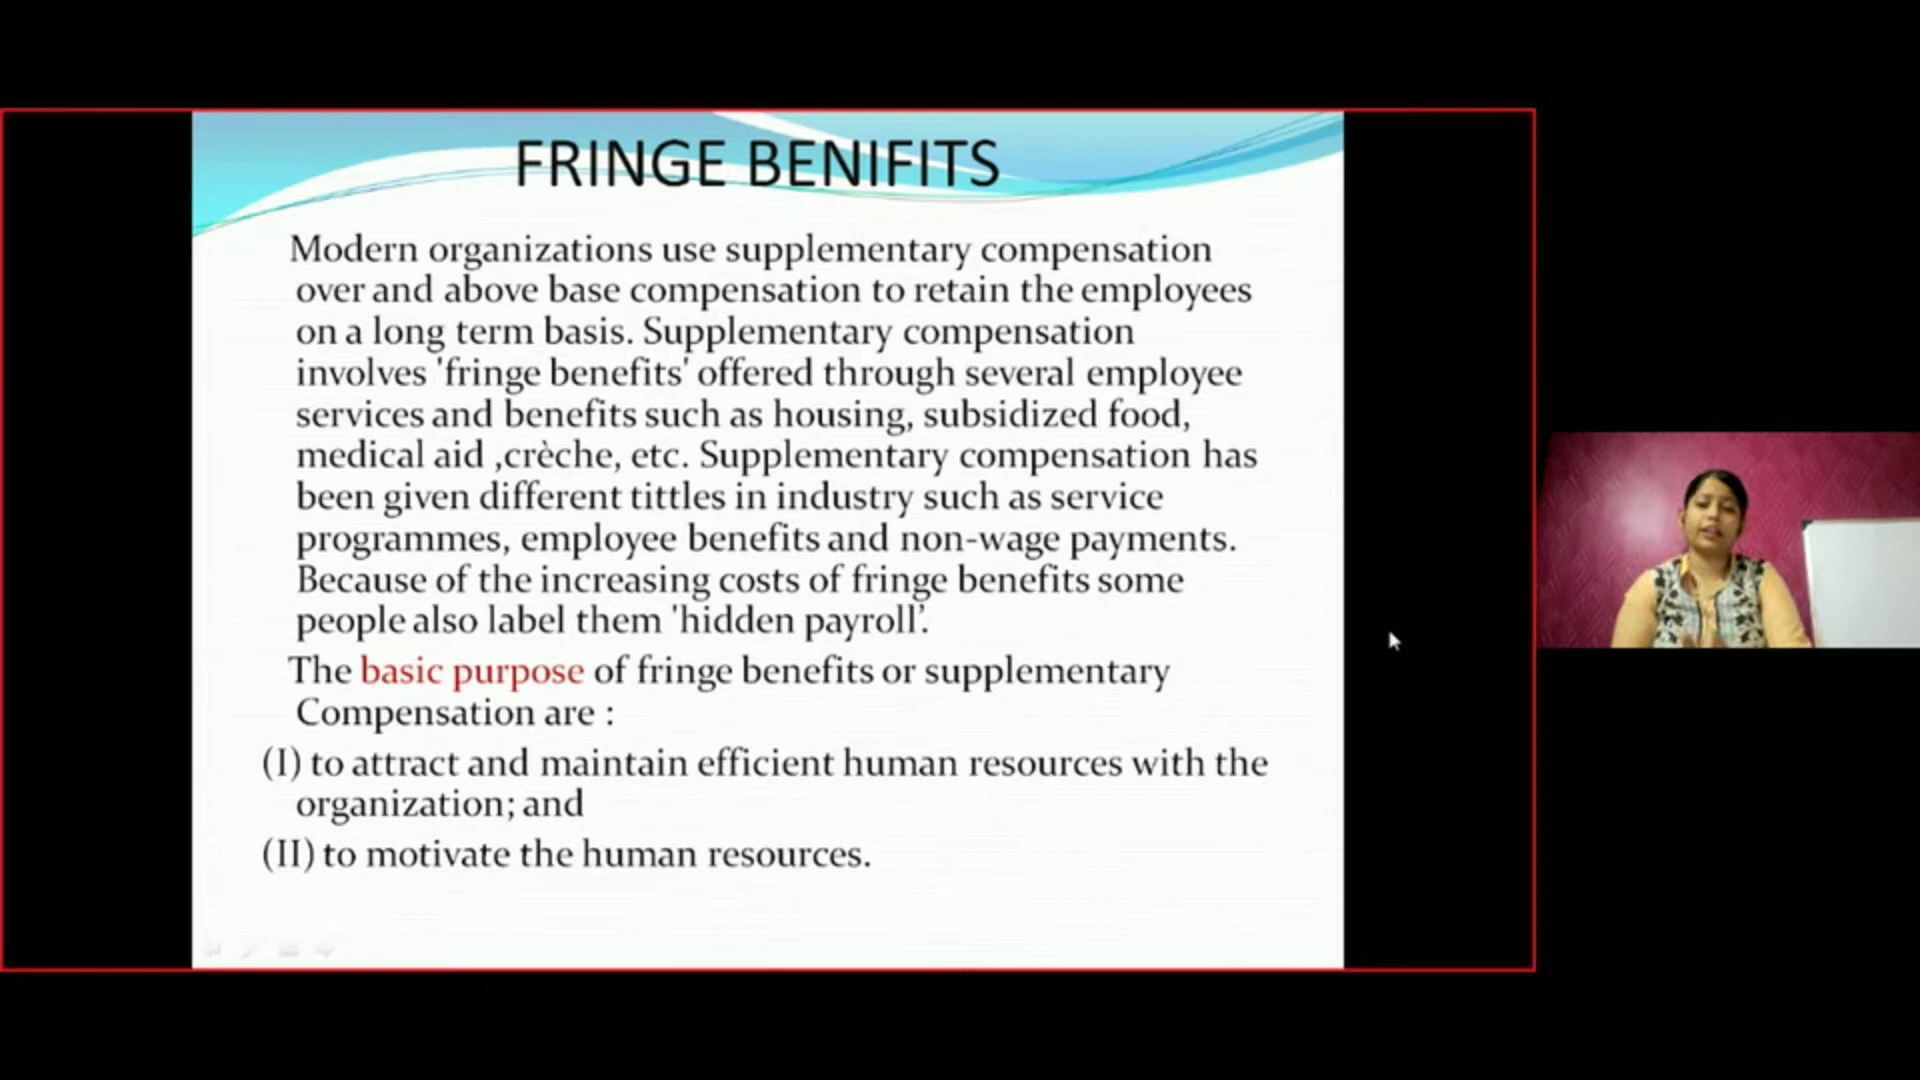 FRINGE BENIFITS
Modern organizations use supplementary compensation
over and above base compensation to retain the employees
on a long term basis. Supplementary compensation
involves 'fringe benefits' offered through several employee
services and benefits such as housing, subsidized food,
medical aid ,crèche, etc. Supplementary compensation has
been given different tittles in industry such as service
programmes, employee benefits and non-wage payments.
Because of the increasing costs of fringe benefits some
people also label them 'hidden payroll’.
The basic purpose of fringe benefits or supplementary
Compensation are :
(I) to attract and maintain efficient human resources with the
organization; and
(II) to motivate the human resources.